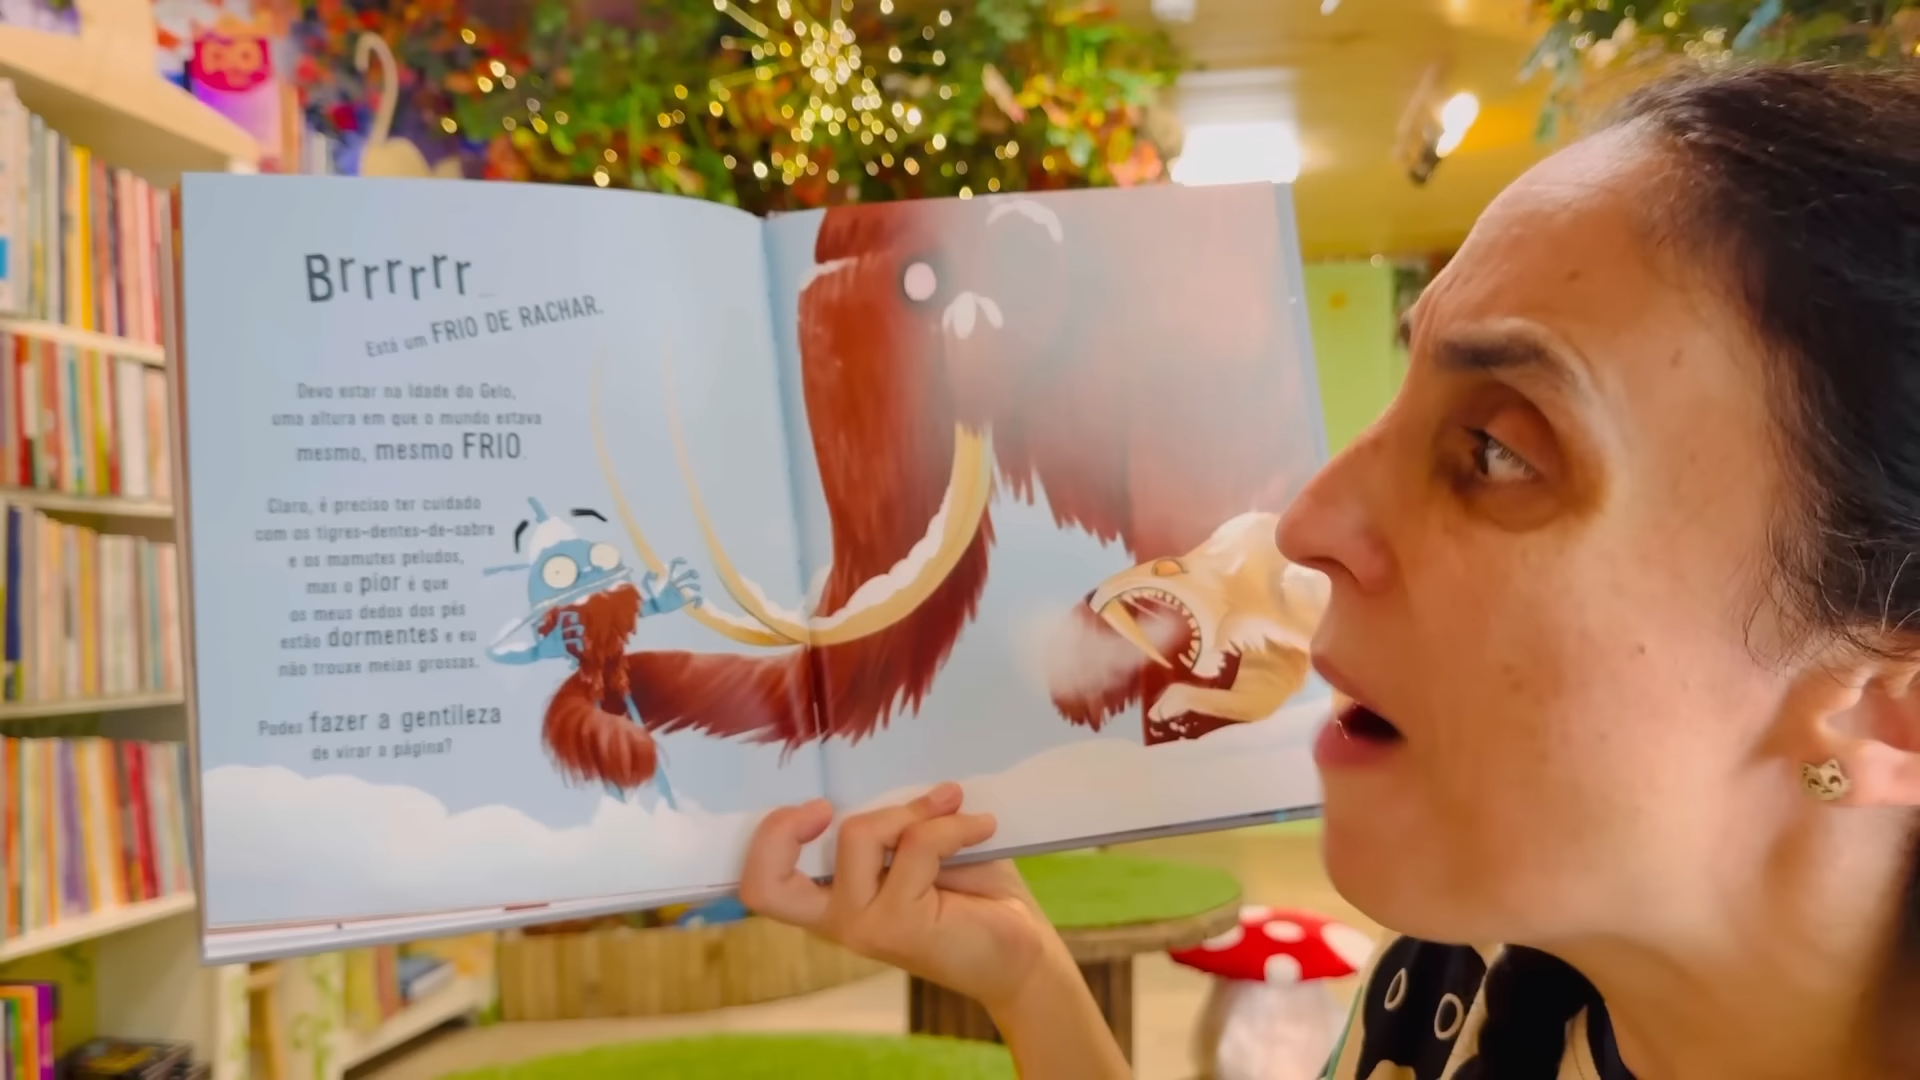 Brrrrrr...
Está um FRIO DE RACHAR.
Devo estar na Idade do Gelo,
uma altura em que o mundo estava
mesmo, mesmo FRIO.
Claro, é preciso ter cuidado
com os tigres-dentes-de-sabre
e os mamutes peludos,
mas o pior é que
os meus dedos dos pés
estão dormentes e eu
não trouxe meias grossas.
Podes fazer a gentileza
de virar a página?